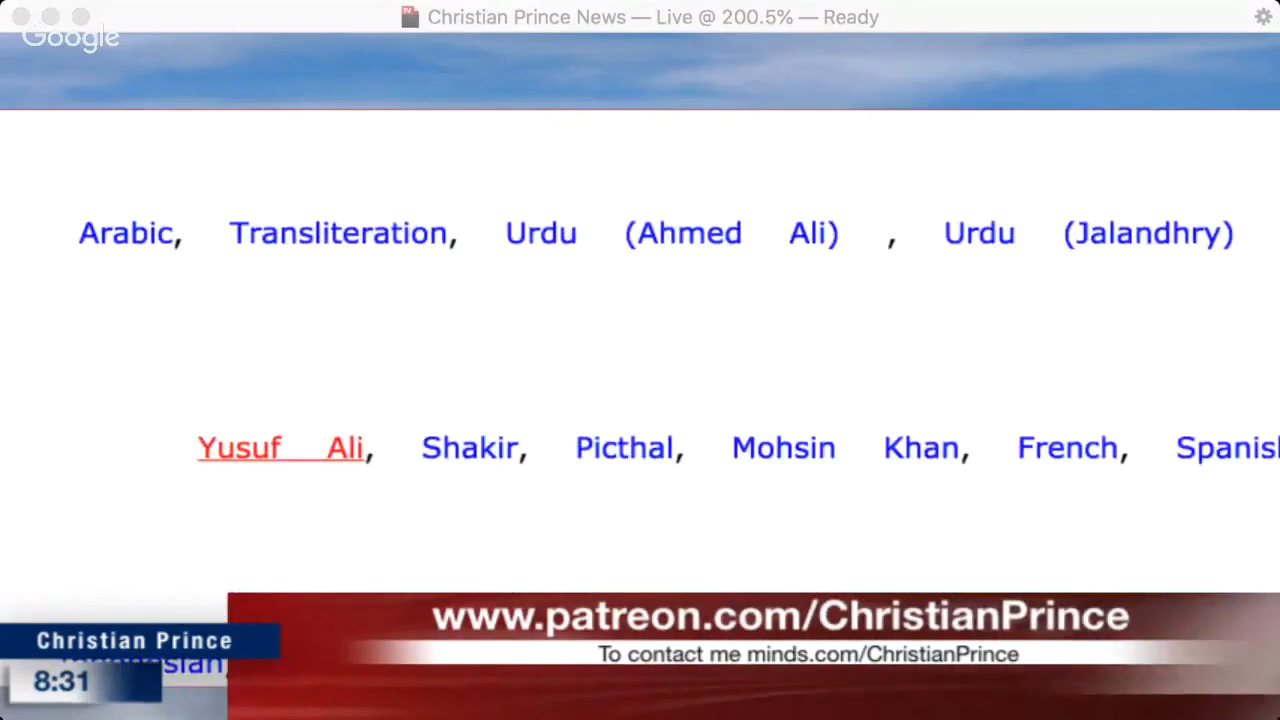 Christian Prince News — Live @ 200.5% — Ready
Google
Arabic, Transliteration, Urdu (Ahmed Ali) , Urdu (Jalandhry)
Yusuf Ali, Shakir, Picthal, Mohsin Khan, French, Spanish
www.patreon.com/ChristianPrince
Christian Prince
To contact me minds.com/ChristianPrince
8:31